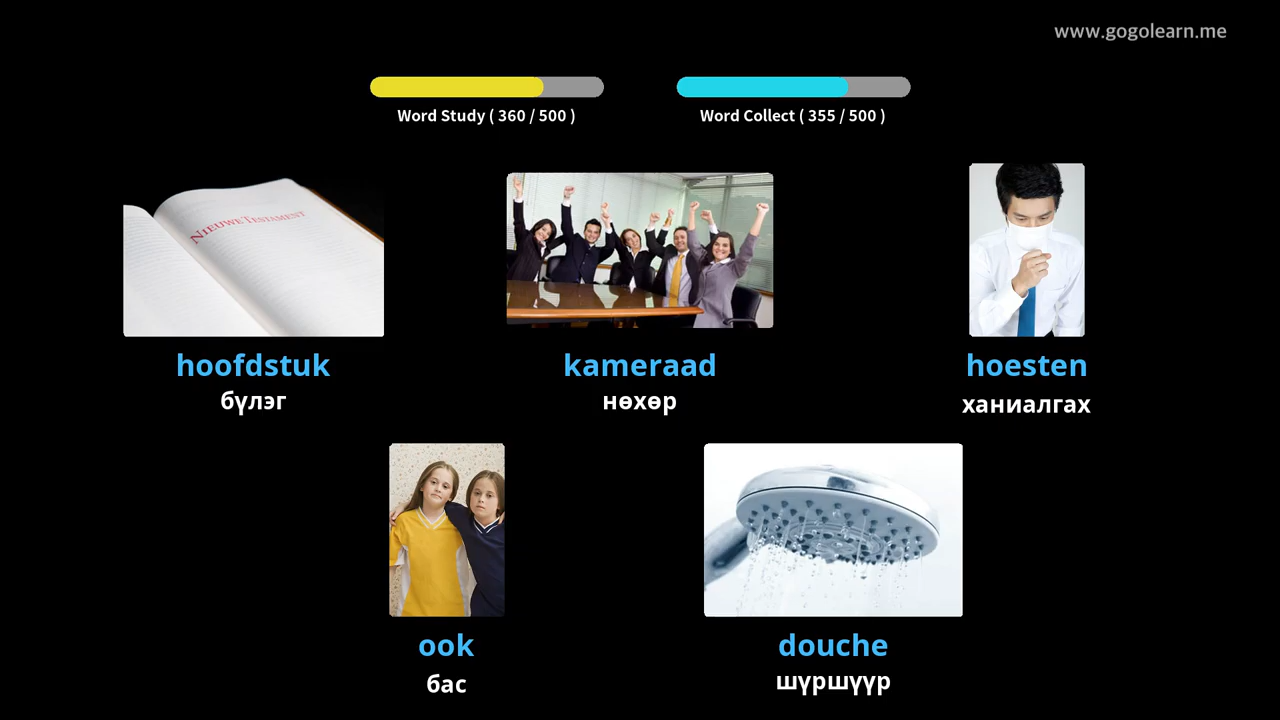 www.gogolearn.me
Word Study ( 360 / 500 )
Word Collect ( 355 / 500 )
NIEUWE TESTAMENT
hoofdstuk
бүлэг
kameraad
нөхөр
hoesten
ханиалгах
ook
бас
douche
шүршүүр